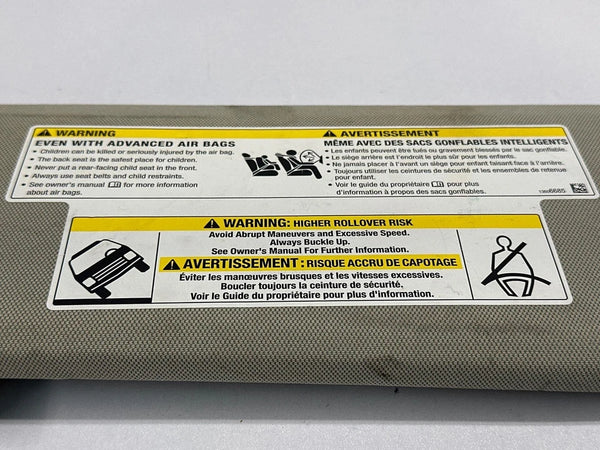 WARNING
EVEN WITH ADVANCED AIR BAGS
• Children can be killed or seriously injured by the air bag.
• The back seat is the safest place for children.
• Never put a rear-facing child seat in the front.
• Always use seat belts and child restraints.
• See owner's manual for more information
about air bags.
AVERTISSEMENT
MÊME AVEC DES SACS GONFLABLES INTELLIGENTS
• Les enfants peuvent être tués ou gravement blessés par le sac gonflable.
• Le siège arrière est l'endroit le plus sûr pour les enfants.
• Ne jamais placer à l'avant un siège pour enfant faisant face à l'arrière.
• Toujours utiliser les ceintures de sécurité et les ensembles de retenue
pour enfant.
• Voir le guide du propriétaire pour plus
d'information à propos des sacs gonflables.
WARNING: HIGHER ROLLOVER RISK
Avoid Abrupt Maneuvers and Excessive Speed.
Always Buckle Up.
See Owner's Manual For Further Information.
AVERTISSEMENT : RISQUE ACCRU DE CAPOTAGE
Éviter les manœuvres brusques et les vitesses excessives.
Boucler toujours la ceinture de sécurité.
Voir le Guide du propriétaire pour plus d'information.